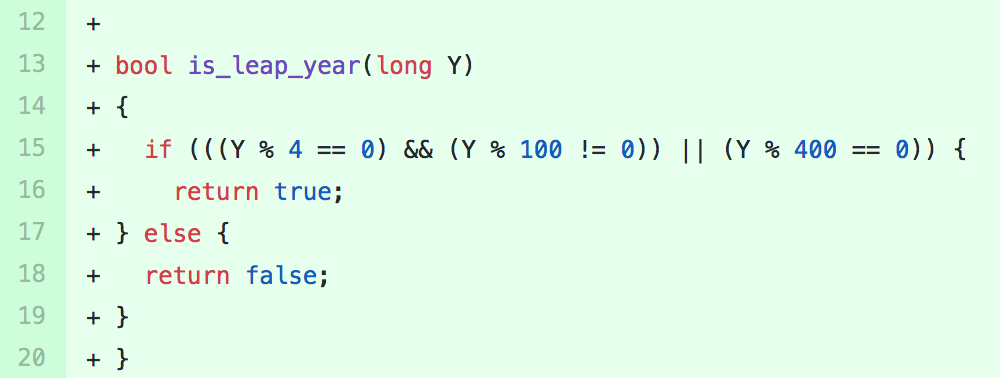 12 +
13 + bool is_leap_year(long Y)
14 + {
15 +   if (((Y % 4 == 0) && (Y % 100 != 0)) || (Y % 400 == 0)) {
16 +     return true;
17 + } else {
18 +   return false;
19 + }
20 + }